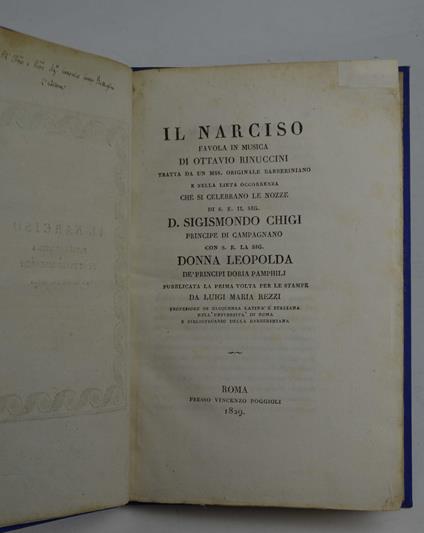 IL NARCISO
FAVOLA IN MUSICA
DI OTTAVIO RINUCCINI
TRATTA DA UN MSS. ORIGINALE BARBERINIANO
E NELLA LIETA OCCORRENZA
CHE SI CELEBRANO LE NOZZE
DI S. E. IL SIG.
D. SIGISMONDO CHIGI
PRINCIPE DI CAMPAGNANO
CON S. E. LA SIG.
DONNA LEOPOLDA
DE' PRINCIPI DORIA PAMPHILI
PUBBLICATA LA PRIMA VOLTA PER LE STAMPE
DA LUIGI MARIA REZZI
PROFESSORE DI ELOQUENZA LATINA E ITALIANA
NELL'UNIVERSITA' DI ROMA
E BIBLIOTECARIO DELLA BARBERINIANA
ROMA
PRESSO VINCENZO POGGIOLI
1829.